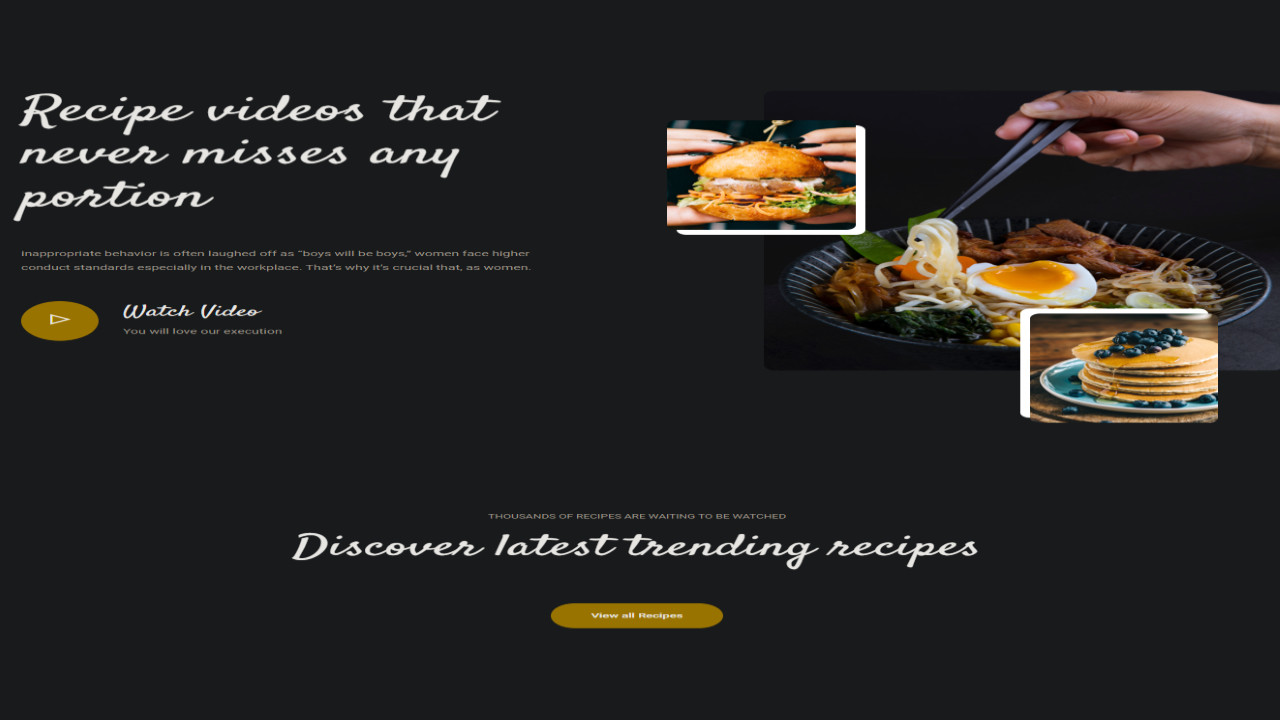 Recipe videos that
never misses any
portion
Inappropriate behavior is often laughed off as “boys will be boys,” women face higher
conduct standards especially in the workplace. That’s why it’s crucial that, as women.
Watch Video
You will love our execution
THOUSANDS OF RECIPES ARE WAITING TO BE WATCHED
Discover latest trending recipes
View all Recipes